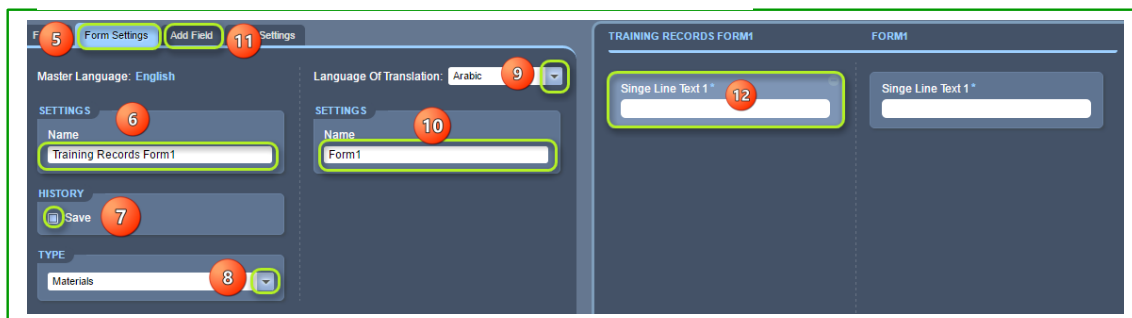 5 Form Settings Add Field 11 Settings
Master Language: English
Language Of Translation: Arabic 9
SETTINGS
6
Name
Training Records Form1
SETTINGS
10
Name
Form1
HISTORY
Save 7
TYPE
Materials 8
TRAINING RECORDS FORM1
FORM1
Singe Line Text 1 * 12
Singe Line Text 1 *